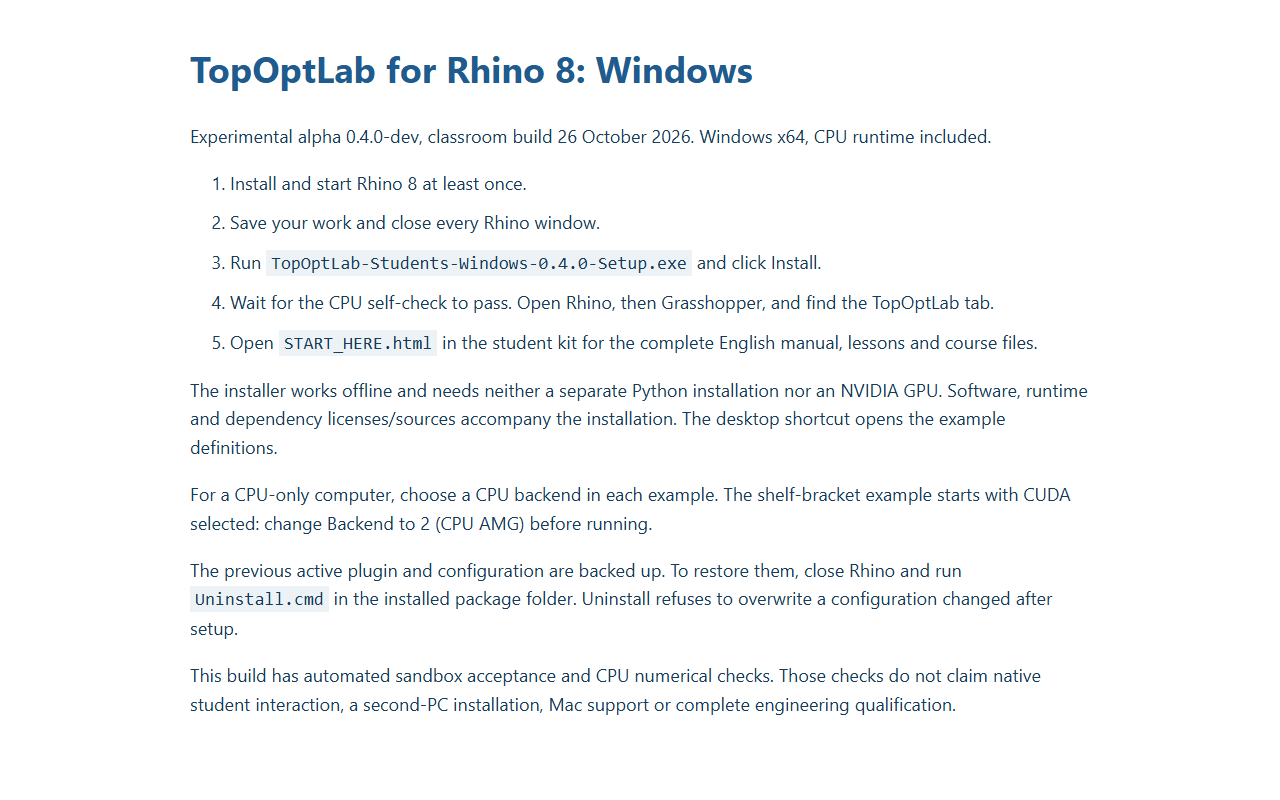 TopOptLab for Rhino 8: Windows
Experimental alpha 0.4.0-dev, classroom build 26 October 2026. Windows x64, CPU runtime included.
1. Install and start Rhino 8 at least once.
2. Save your work and close every Rhino window.
3. Run TopOptLab-Students-Windows-0.4.0-Setup.exe and click Install.
4. Wait for the CPU self-check to pass. Open Rhino, then Grasshopper, and find the TopOptLab tab.
5. Open START_HERE.html in the student kit for the complete English manual, lessons and course files.
The installer works offline and needs neither a separate Python installation nor an NVIDIA GPU. Software, runtime
and dependency licenses/sources accompany the installation. The desktop shortcut opens the example
definitions.
For a CPU-only computer, choose a CPU backend in each example. The shelf-bracket example starts with CUDA
selected: change Backend to 2 (CPU AMG) before running.
The previous active plugin and configuration are backed up. To restore them, close Rhino and run
Uninstall.cmd in the installed package folder. Uninstall refuses to overwrite a configuration changed after
setup.
This build has automated sandbox acceptance and CPU numerical checks. Those checks do not claim native
student interaction, a second-PC installation, Mac support or complete engineering qualification.